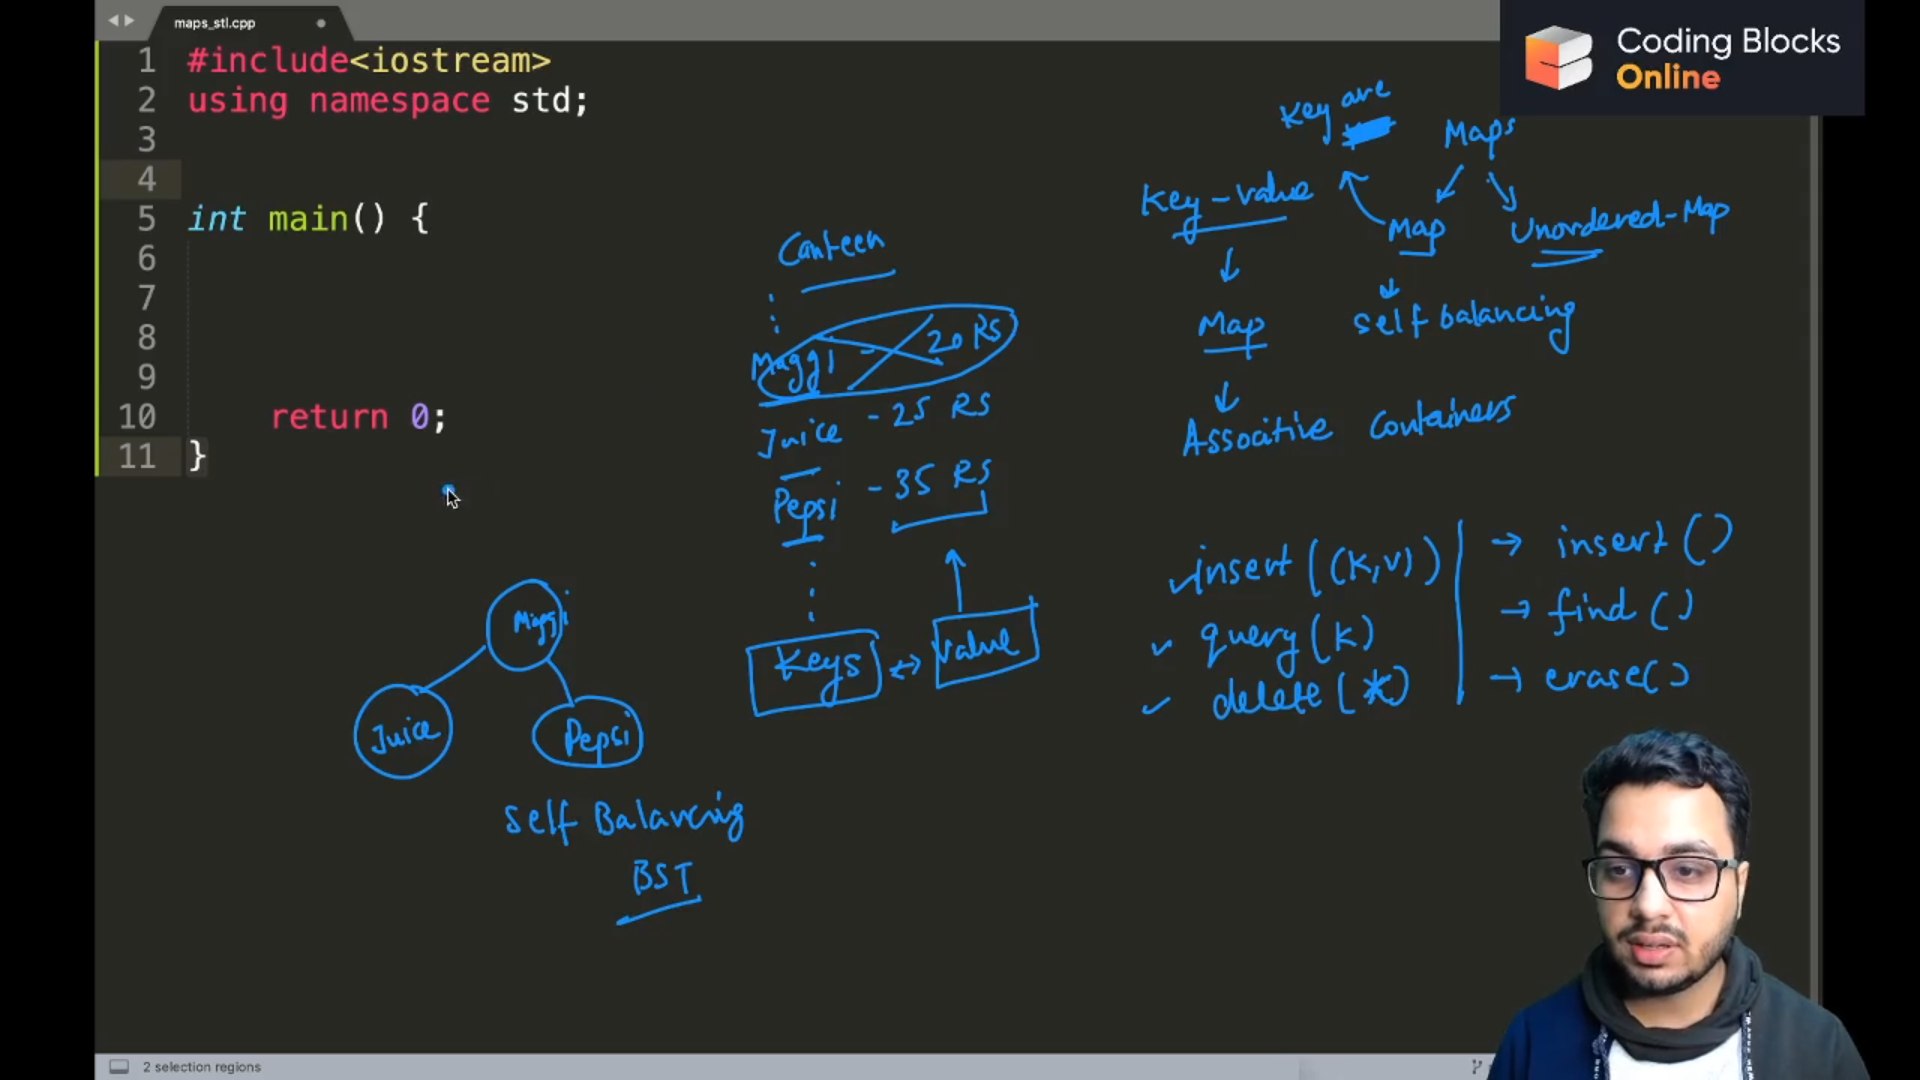 maps_stl.cpp
1 #include<iostream>
2 using namespace std;
3
4
5 int main() {
6
7
8
9
10 return 0;
11 }
Coding Blocks
Online
Key are
Maps
Key-Value
Map
Unordered-Map
Map
self balancing
Associtive Containers
Canteen
Maggi - 20 RS
Juice - 25 RS
Pepsi - 35 RS
Keys ↔ value
Maggi
Juice
Pepsi
Self Balancing
BST
insert((K,V))
query(K)
delete(*)
→ insert()
→ find()
→ erase()
2 selection regions